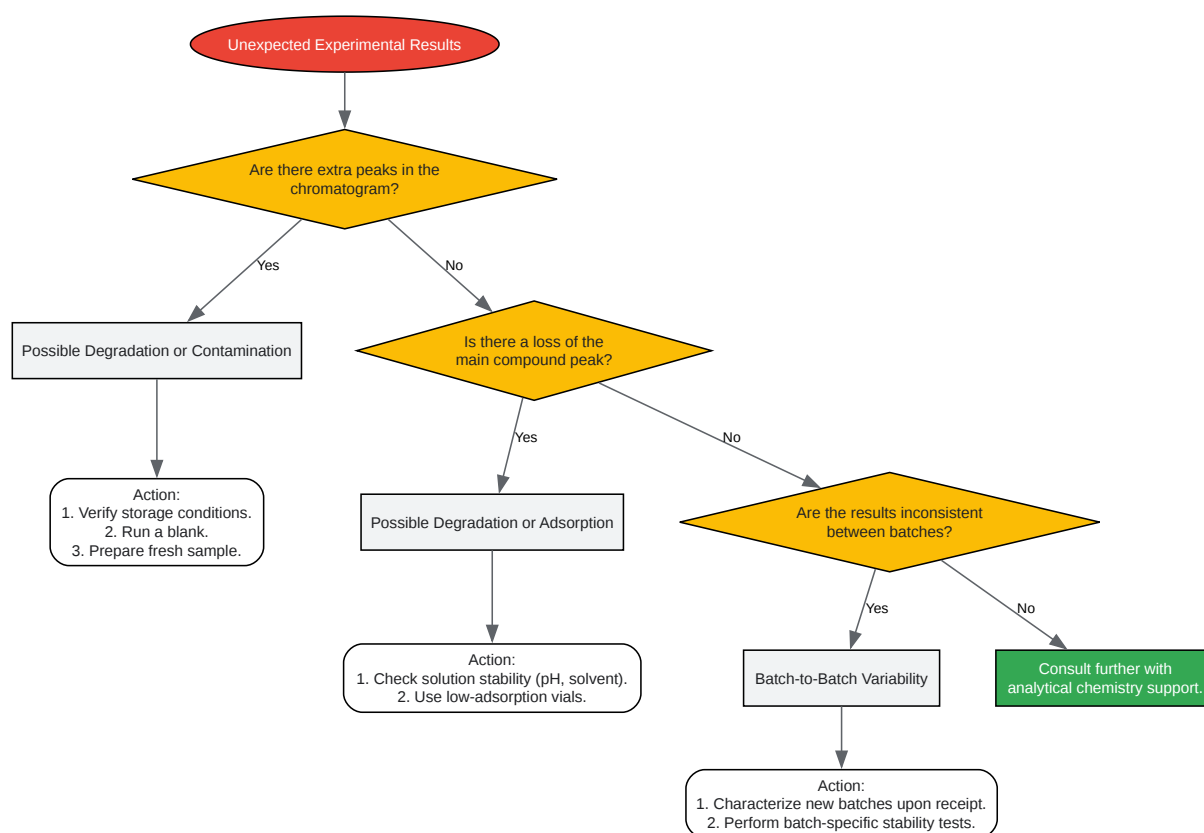 Unexpected Experimental Results
Are there extra peaks in the
chromatogram?
Yes
No
Possible Degradation or Contamination
Is there a loss of the
main compound peak?
Action:
1. Verify storage conditions.
2. Run a blank.
3. Prepare fresh sample.
Yes
No
Possible Degradation or Adsorption
Are the results inconsistent
between batches?
Action:
1. Check solution stability (pH, solvent).
2. Use low-adsorption vials.
Yes
No
Batch-to-Batch Variability
Consult further with
analytical chemistry support.
Action:
1. Characterize new batches upon receipt.
2. Perform batch-specific stability tests.